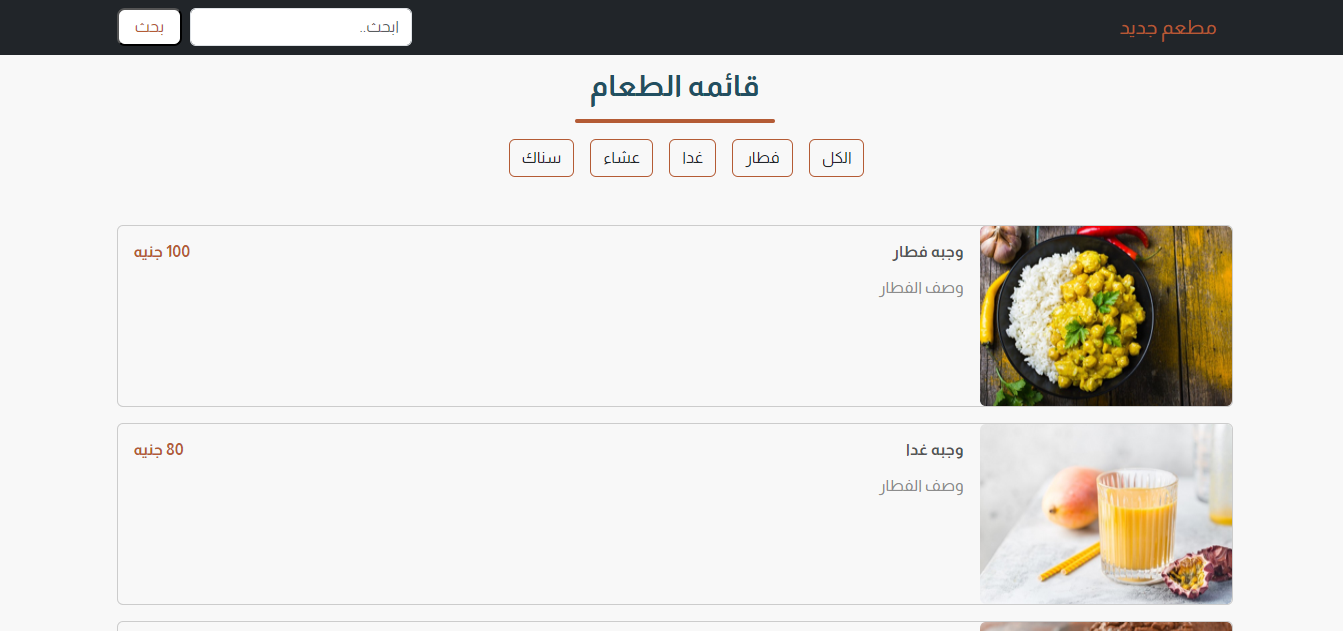 مطعم جديد
ابحث..
بحث
قائمه الطعام
الكل
فطار
غدا
عشاء
سناك
وجبه فطار
100 جنيه
وصف الفطار
وجبه غدا
80 جنيه
وصف الفطار